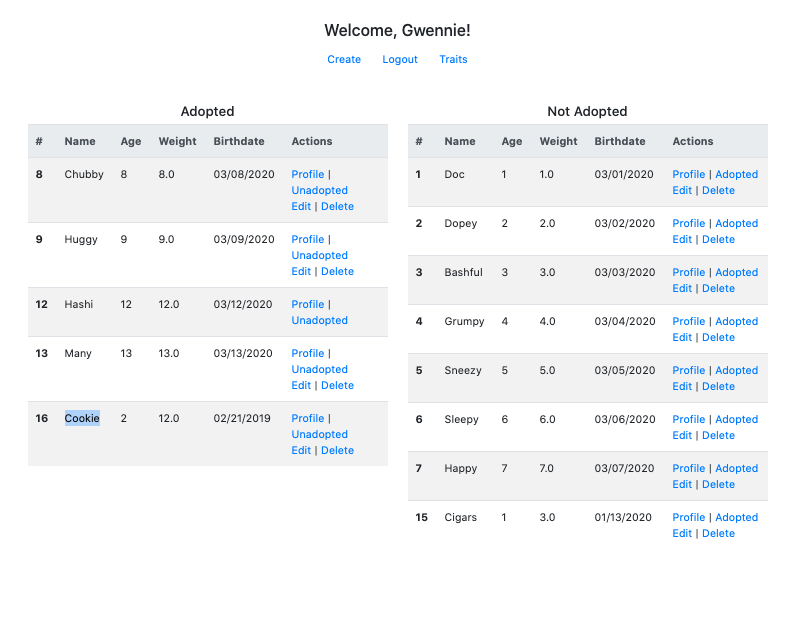 Welcome, Gwennie!
Create Logout Traits
Adopted
# Name Age Weight Birthdate Actions
8 Chubby 8 8.0 03/08/2020 Profile |
Unadopted
Edit | Delete
9 Huggy 9 9.0 03/09/2020 Profile |
Unadopted
Edit | Delete
12 Hashi 12 12.0 03/12/2020 Profile |
Unadopted
13 Many 13 13.0 03/13/2020 Profile |
Unadopted
Edit | Delete
16 Cookie 2 12.0 02/21/2019 Profile |
Unadopted
Edit | Delete
Not Adopted
# Name Age Weight Birthdate Actions
1 Doc 1 1.0 03/01/2020 Profile | Adopted
Edit | Delete
2 Dopey 2 2.0 03/02/2020 Profile | Adopted
Edit | Delete
3 Bashful 3 3.0 03/03/2020 Profile | Adopted
Edit | Delete
4 Grumpy 4 4.0 03/04/2020 Profile | Adopted
Edit | Delete
5 Sneezy 5 5.0 03/05/2020 Profile | Adopted
Edit | Delete
6 Sleepy 6 6.0 03/06/2020 Profile | Adopted
Edit | Delete
7 Happy 7 7.0 03/07/2020 Profile | Adopted
Edit | Delete
15 Cigars 1 3.0 01/13/2020 Profile | Adopted
Edit | Delete